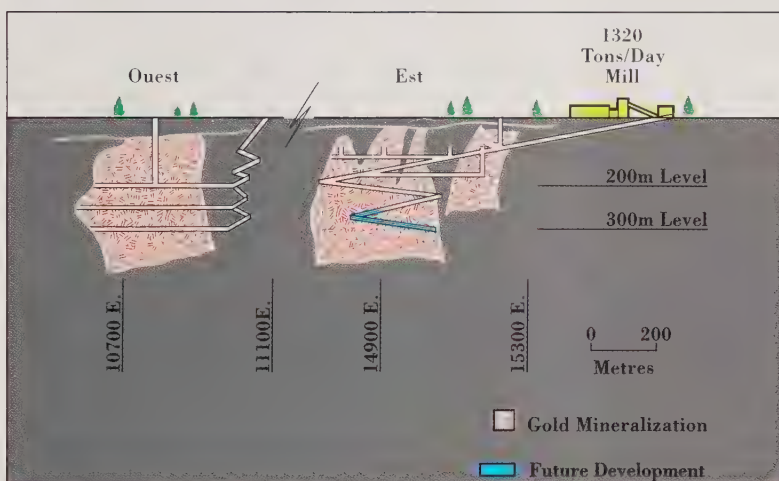 1320
Tons/Day
Mill
Ouest
Est
200m Level
300m Level
10700 E.
11100E.
14900 E.
15300 E.
0 200
Metres
Gold Mineralization
Future Development